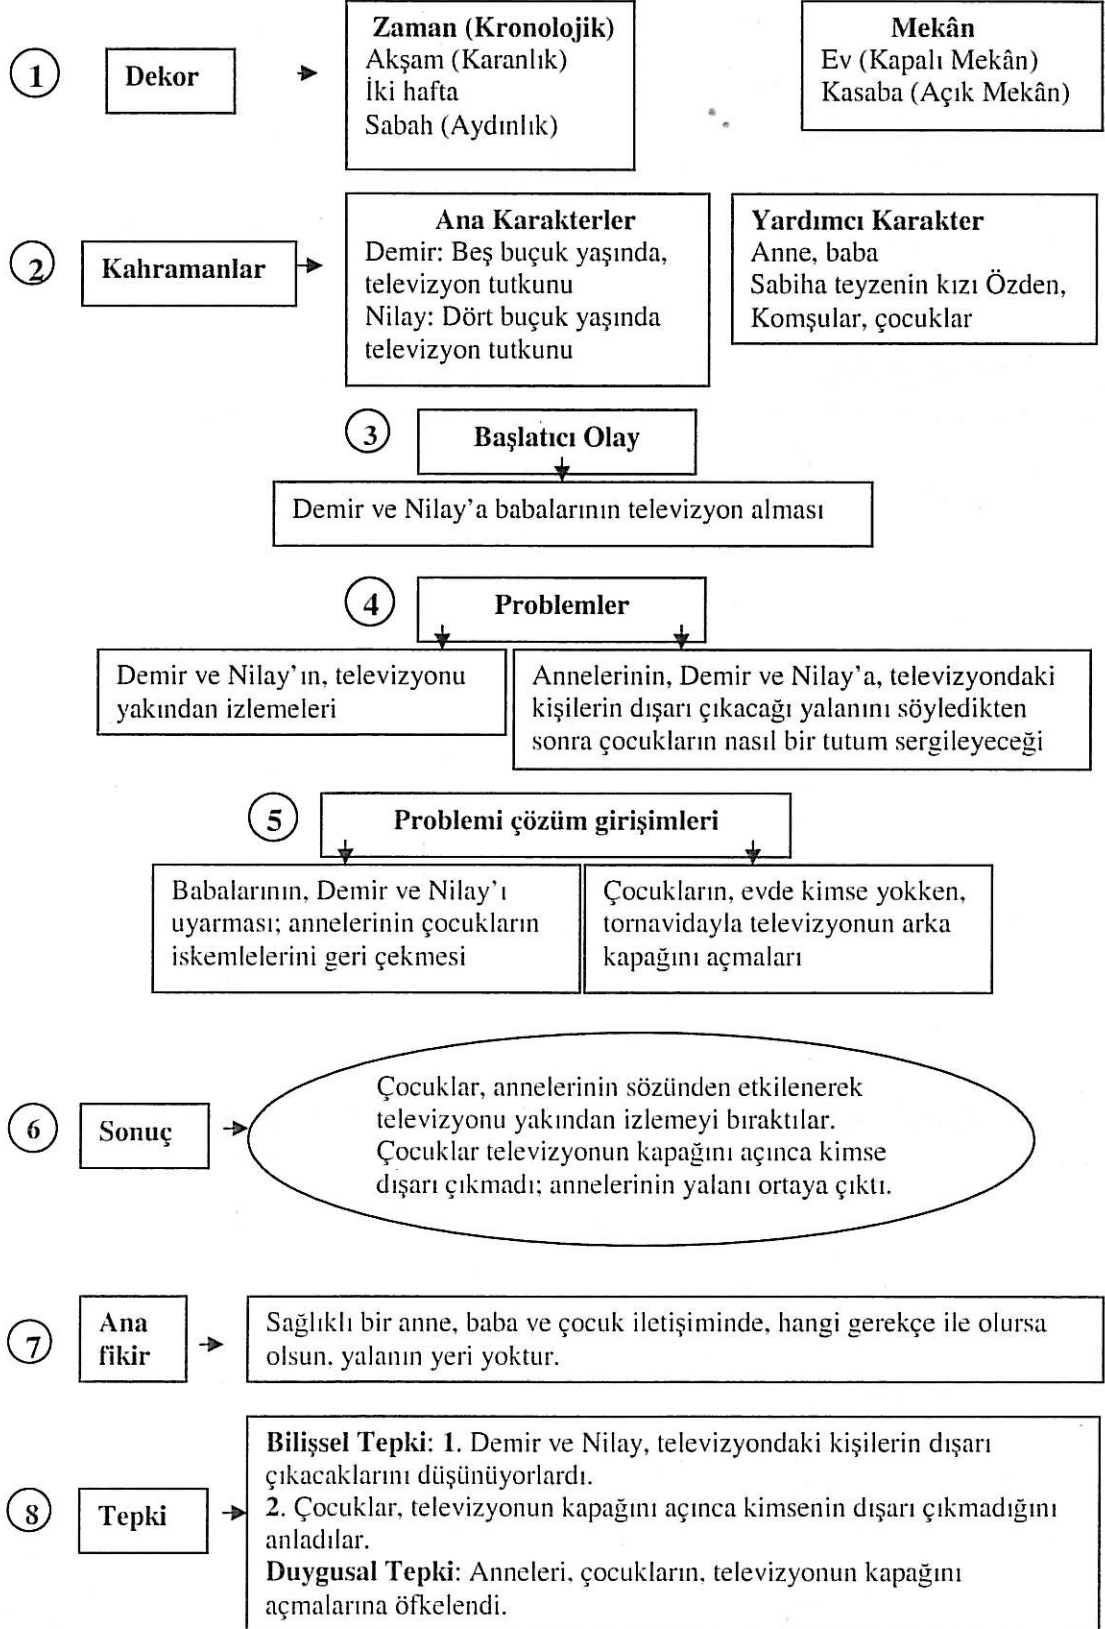 1
Dekor
Zaman (Kronolojik)
Akşam (Karanlık)
İki hafta
Sabah (Aydınlık)
Mekân
Ev (Kapalı Mekân)
Kasaba (Açık Mekân)
2
Kahramanlar
Ana Karakterler
Demir: Beş buçuk yaşında,
televizyon tutkunu
Nilay: Dört buçuk yaşında
televizyon tutkunu
Yardımcı Karakter
Anne, baba
Sabiha teyzenin kızı Özden,
Komşular, çocuklar
3
Başlatıcı Olay
Demir ve Nilay'a babalarının televizyon alması
4
Problemler
Demir ve Nilay'ın, televizyonu
yakından izlemeleri
Annelerinin, Demir ve Nilay'a, televizyondaki
kişilerin dışarı çıkacağı yalanını söyledikten
sonra çocukların nasıl bir tutum sergileyeceği
5
Problemi çözüm girişimleri
Babalarının, Demir ve Nilay'ı
uyarması; annelerinin çocukların
iskemlelerini geri çekmesi
Çocukların, evde kimse yokken,
tornavidayla televizyonun arka
kapağını açmaları
6
Sonuç
Çocuklar, annelerinin sözünden etkilenerek
televizyonu yakından izlemeyi bıraktılar.
Çocuklar televizyonun kapağını açınca kimse
dışarı çıkmadı; annelerinin yalanı ortaya çıktı.
7
Ana
fikir
Sağlıklı bir anne, baba ve çocuk iletişiminde, hangi gerekçe ile olursa
olsun. yalanın yeri yoktur.
8
Tepki
Bilişsel Tepki: 1. Demir ve Nilay, televizyondaki kişilerin dışarı
çıkacaklarını düşünüyorlardı.
2. Çocuklar, televizyonun kapağını açınca kimsenin dışarı çıkmadığını
anladılar.
Duygusal Tepki: Anneleri, çocukların, televizyonun kapağını
açmalarına öfkelendi.